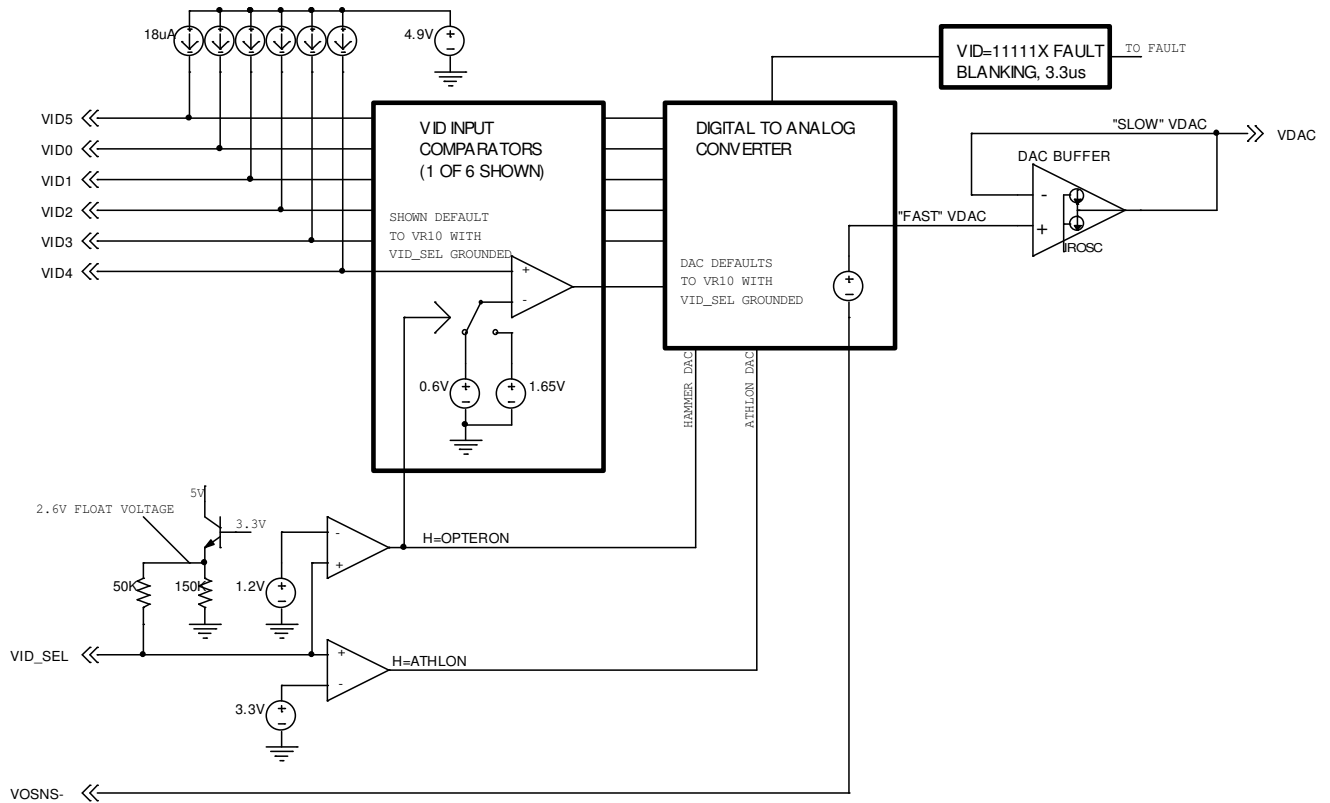 18uA
4.9V
VID=11111X FAULT
BLANKING, 3.3us
TO FAULT
VID5
VID0
VID1
VID2
VID3
VID4
VID INPUT
COMPARATORS
(1 OF 6 SHOWN)
SHOWN DEFAULT
TO VR10 WITH
VID_SEL GROUNDED
+
-
0.6V
+
-
1.65V
+
-
DIGITAL TO ANALOG
CONVERTER
DAC DEFAULTS
TO VR10 WITH
VID_SEL GROUNDED
"FAST" VDAC
"SLOW" VDAC
VDAC
DAC BUFFER
-
+
IROSC
HAMMER DAC
ATHLON DAC
5V
2.6V FLOAT VOLTAGE
3.3V
50K
150K
1.2V
+
-
-
+
H=OPTERON
VID_SEL
+
-
H=ATHLON
3.3V
+
-
VOSNS-